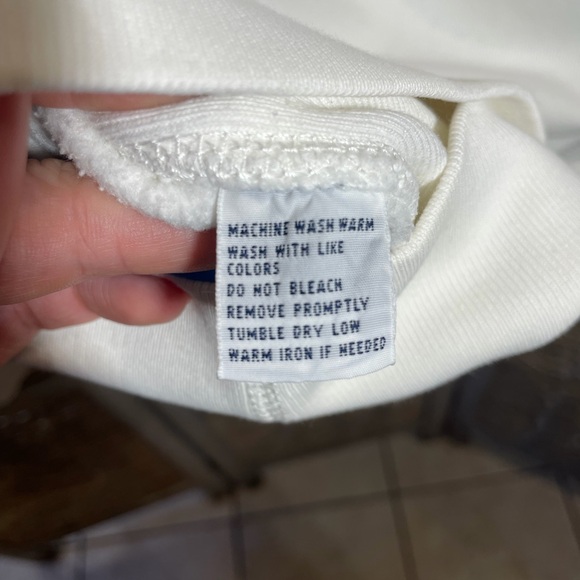 MACHINE WASH WARM
WASH WITH LIKE
COLORS
DO NOT BLEACH
REMOVE PROMPTLY
TUMBLE DRY LOW
WARM IRON IF NEEDED